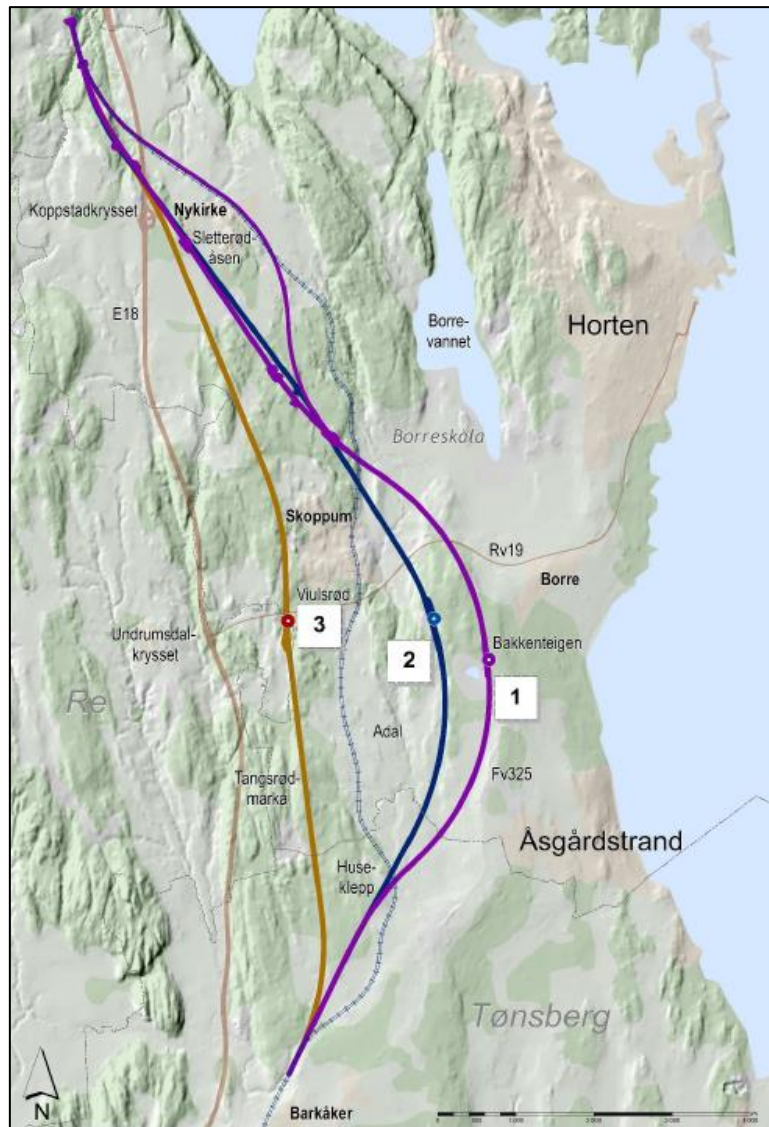 Koppstadkrysset
Nykirke
Sletterød-
åsen
E18
Borre-
vannet
Horten
Borreskola
Skoppum
Rv19
Viulsrød
Borre
Undrumsdal-
krysset
3
2
Bakkenteigen
1
Re
Adal
Tangsrød-
marka
Fv325
Åsgårdstrand
Huse-
klepp
Tønsberg
N
Barkåker